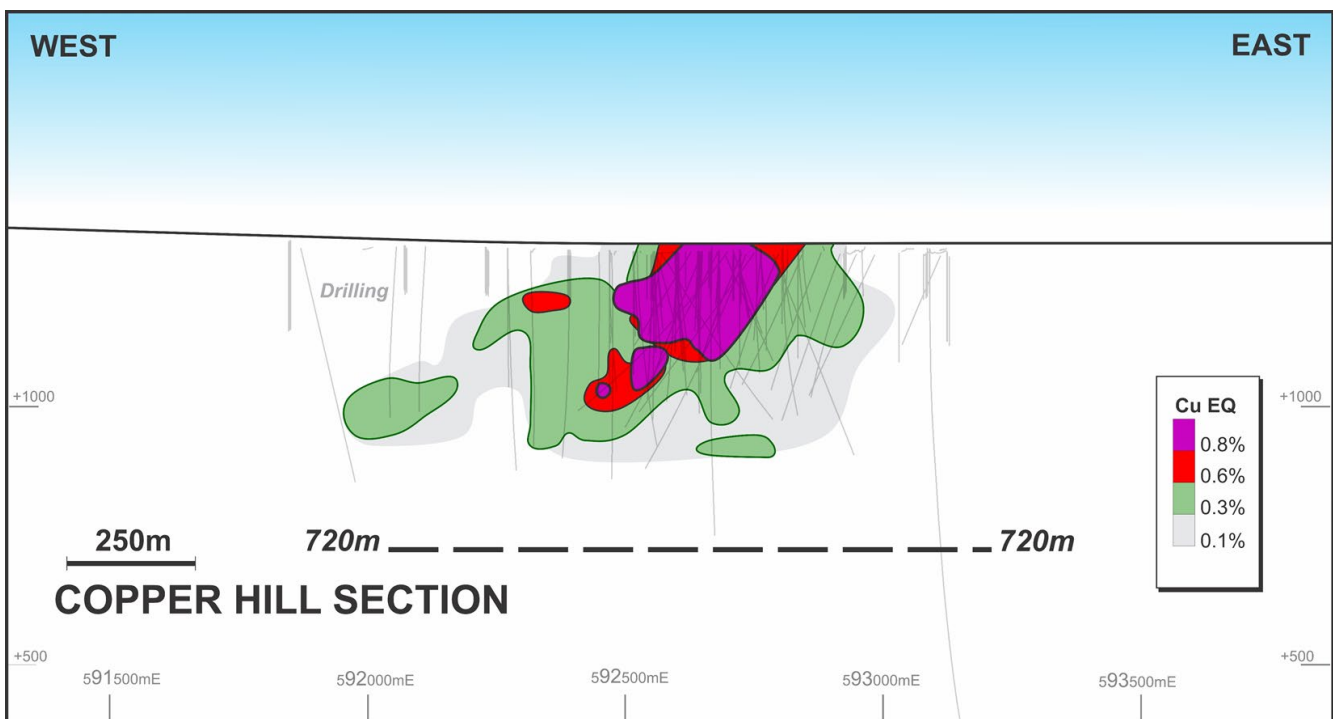 WEST
EAST
Drilling
+1000
+1000
Cu EQ
0.8%
0.6%
0.3%
0.1%
250m
720m
720m
COPPER HILL SECTION
+500
+500
591500mE
592000mE
592500mE
593000mE
593500mE